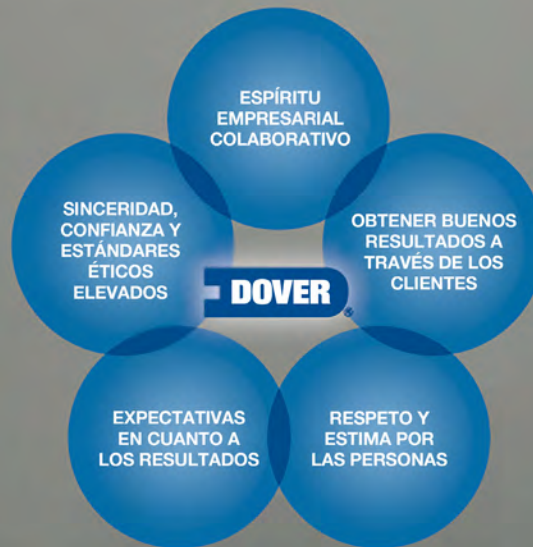 ESPÍRITU
EMPRESARIAL
COLABORATIVO
SINCERIDAD,
CONFIANZA Y
ESTÁNDARES
ÉTICOS
ELEVADOS
OBTENER BUENOS
RESULTADOS A
TRAVÉS DE LOS
CLIENTES
DOVER®
EXPECTATIVAS
EN CUANTO A
LOS RESULTADOS
RESPETO Y
ESTIMA POR
LAS PERSONAS